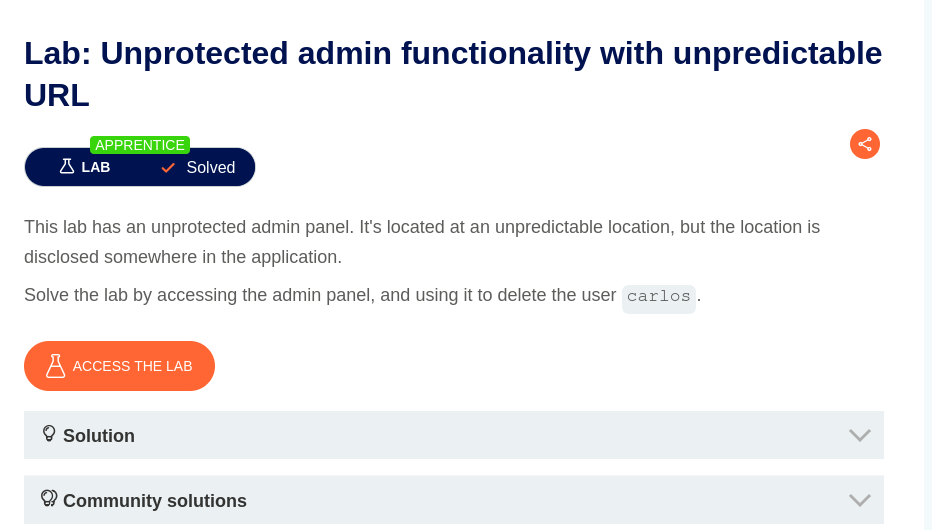 Lab: Unprotected admin functionality with unpredictable
URL
APPRENTICE
LAB Solved
This lab has an unprotected admin panel. It's located at an unpredictable location, but the location is
disclosed somewhere in the application.
Solve the lab by accessing the admin panel, and using it to delete the user carlos.
ACCESS THE LAB
Solution
Community solutions